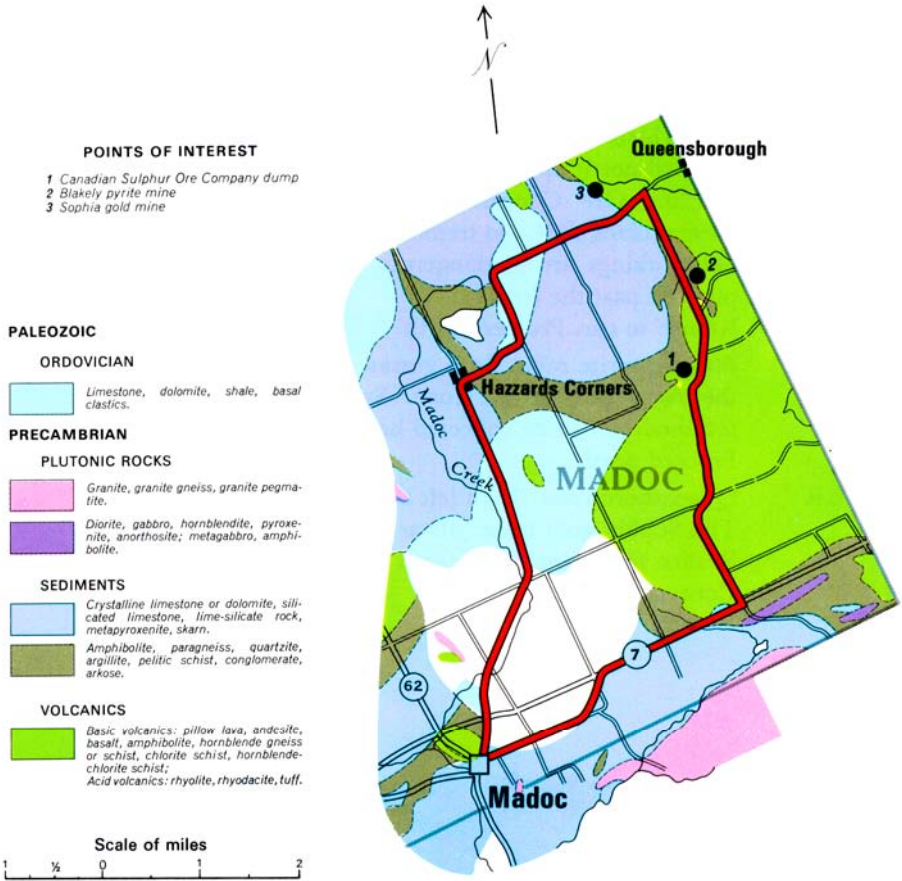 N
POINTS OF INTEREST
1 Canadian Sulphur Ore Company dump
2 Blakely pyrite mine
3 Sophia gold mine
PALEOZOIC
ORDOVICIAN
Limestone, dolomite, shale, basal
clastics.
PRECAMBRIAN
PLUTONIC ROCKS
Granite, granite gneiss, granite pegma-
tite.
Diorite, gabbro, hornblendite, pyroxe-
nite, anorthosite; metagabbro, amphi-
bolite.
SEDIMENTS
Crystalline limestone or dolomite, sili-
cated limestone, lime-silicate rock,
metapyroxenite, skarn.
Amphibolite, paragneiss, quartzite,
argillite, pelitic schist, conglomerate,
arkose.
VOLCANICS
Basic volcanics: pillow lava, andesite,
basalt, amphibolite, hornblende gneiss
or schist, chlorite schist, hornblende-
chlorite schist;
Acid volcanics: rhyolite, rhyodacite, tuff.
Scale of miles
1 ½ 0 1 2
Queensborough
3
2
1
Hazzards Corners
Madoc
Creek
MADOC
7
62
Madoc